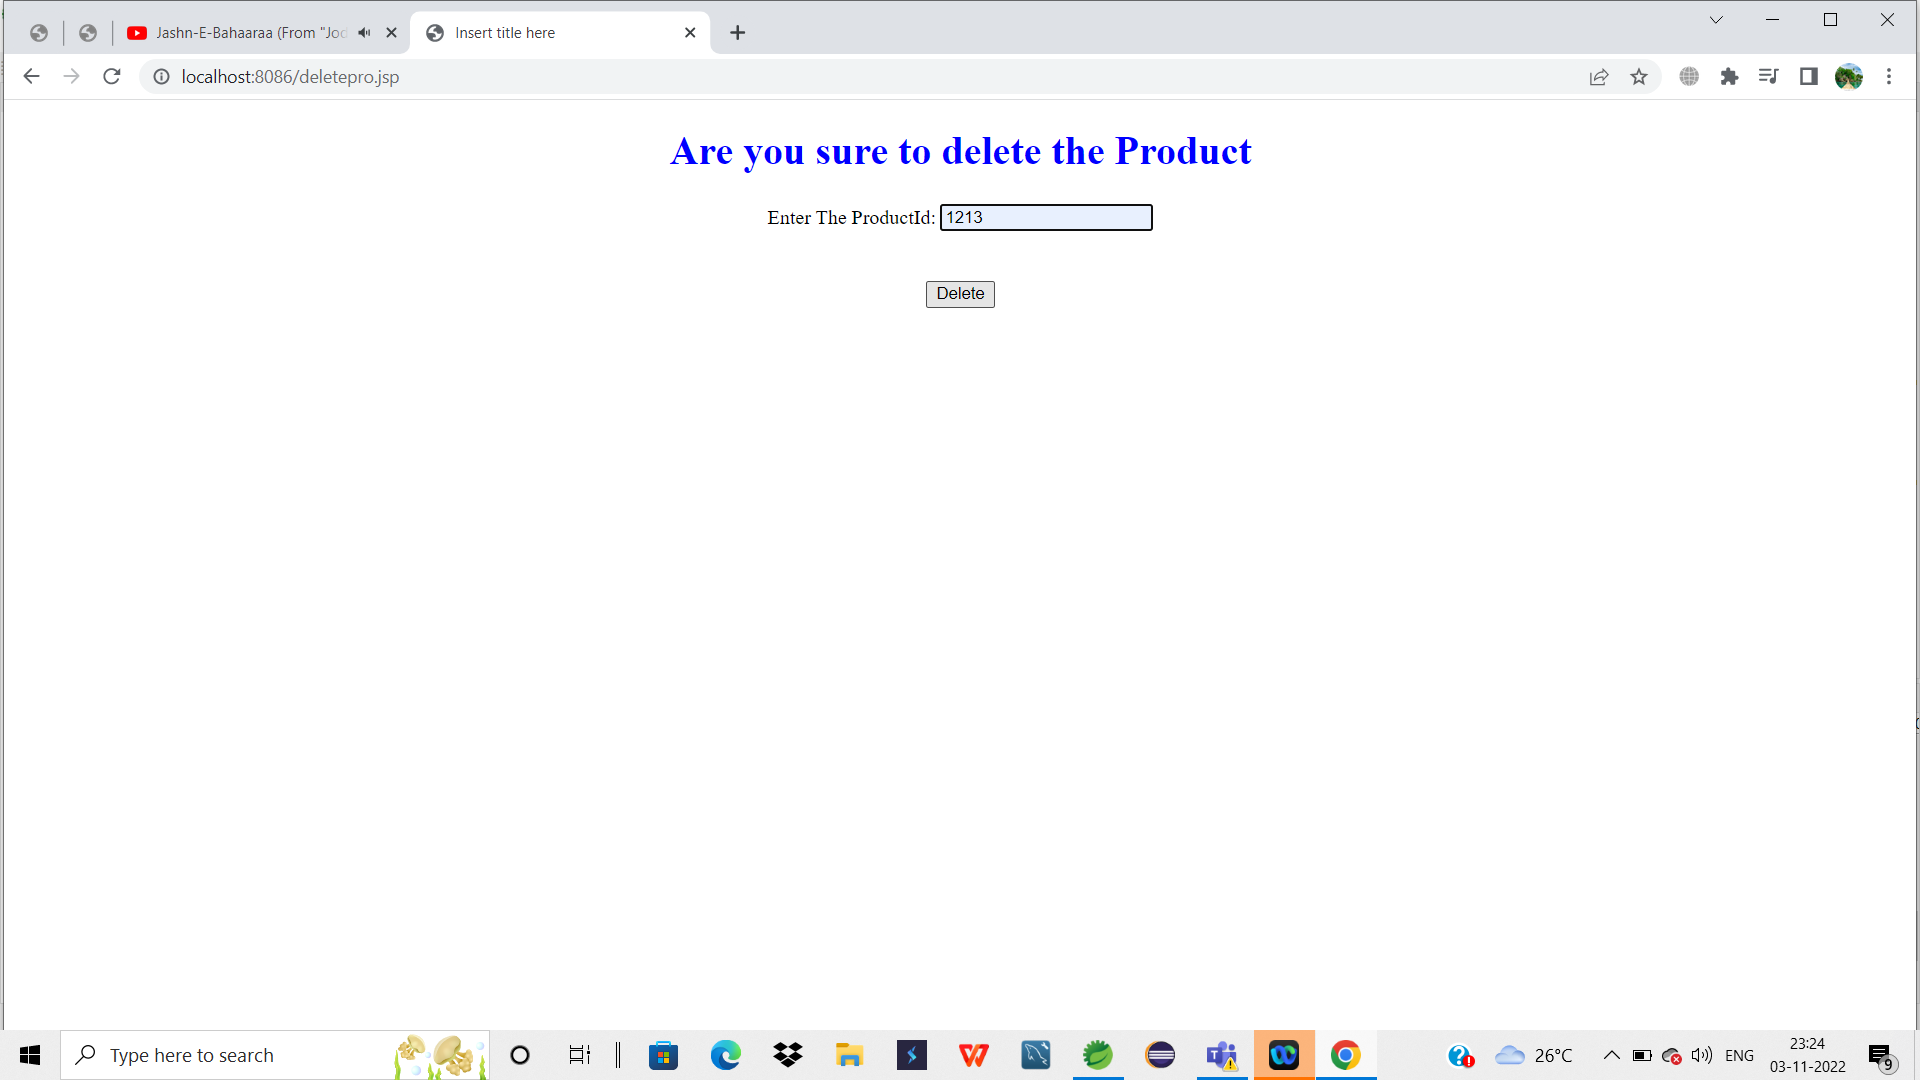 Jashn-E-Bahaaraa (From "Jod
Insert title here
localhost:8086/deletepro.jsp
Are you sure to delete the Product
Enter The ProductId: 1213
Delete
Type here to search
26°C
ENG
23:24
03-11-2022
9